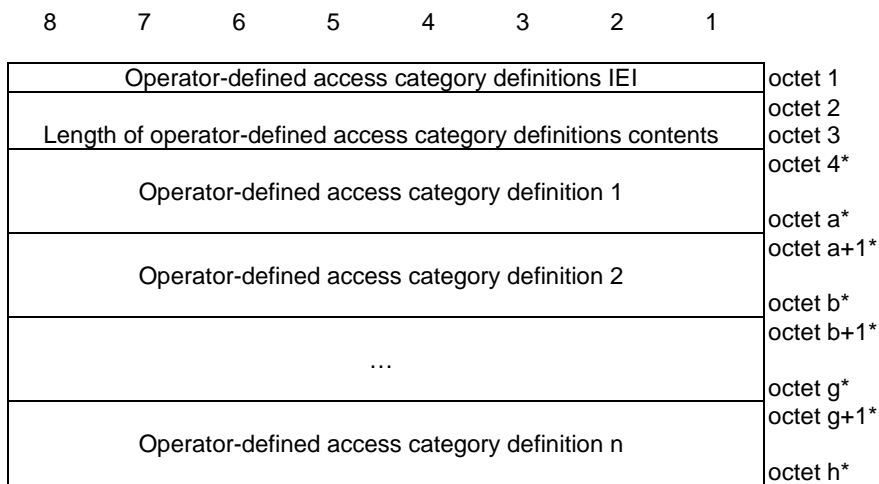 8 7 6 5 4 3 2 1
Operator-defined access category definitions IEI octet 1
octet 2
Length of operator-defined access category definitions contents octet 3
octet 4*
Operator-defined access category definition 1
octet a*
octet a+1*
Operator-defined access category definition 2
octet b*
octet b+1*
…
octet g*
octet g+1*
Operator-defined access category definition n
octet h*